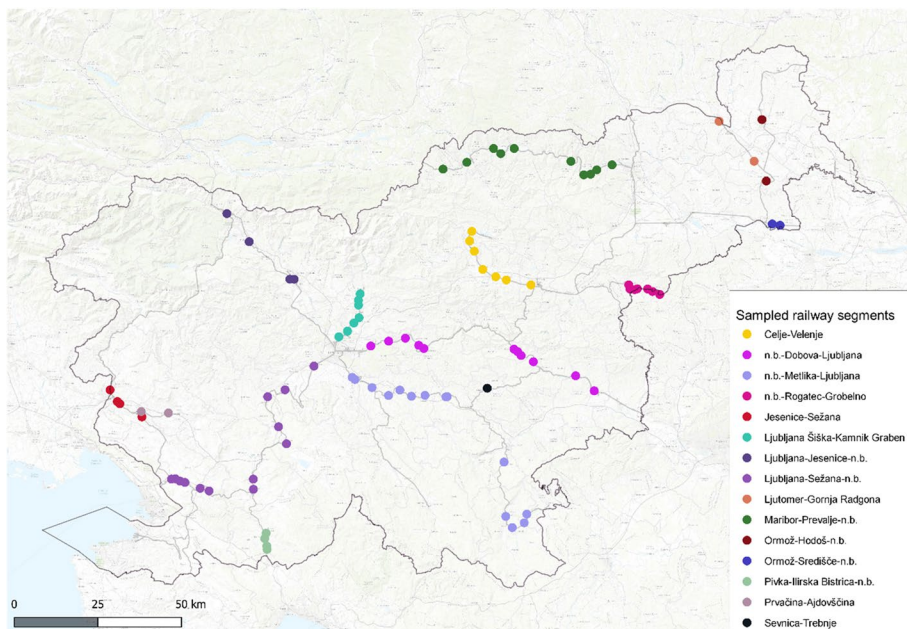 Sampled railway segments
Celje-Velenje
n.b.-Dobova-Ljubljana
n.b.-Metlika-Ljubljana
n.b.-Rogatec-Grobelno
Jesenice-Sežana
Ljubljana Šiška-Kamnik Graben
Ljubljana-Jesenice-n.b.
Ljubljana-Sežana-n.b.
Ljutomer-Gornja Radgona
Maribor-Prevalje-n.b.
Ormož-Hodoš-n.b.
Ormož-Središče-n.b.
Pivka-Ilirska Bistrica-n.b.
Prvačina-Ajdovščina
Sevnica-Trebnje
0 25 50 km